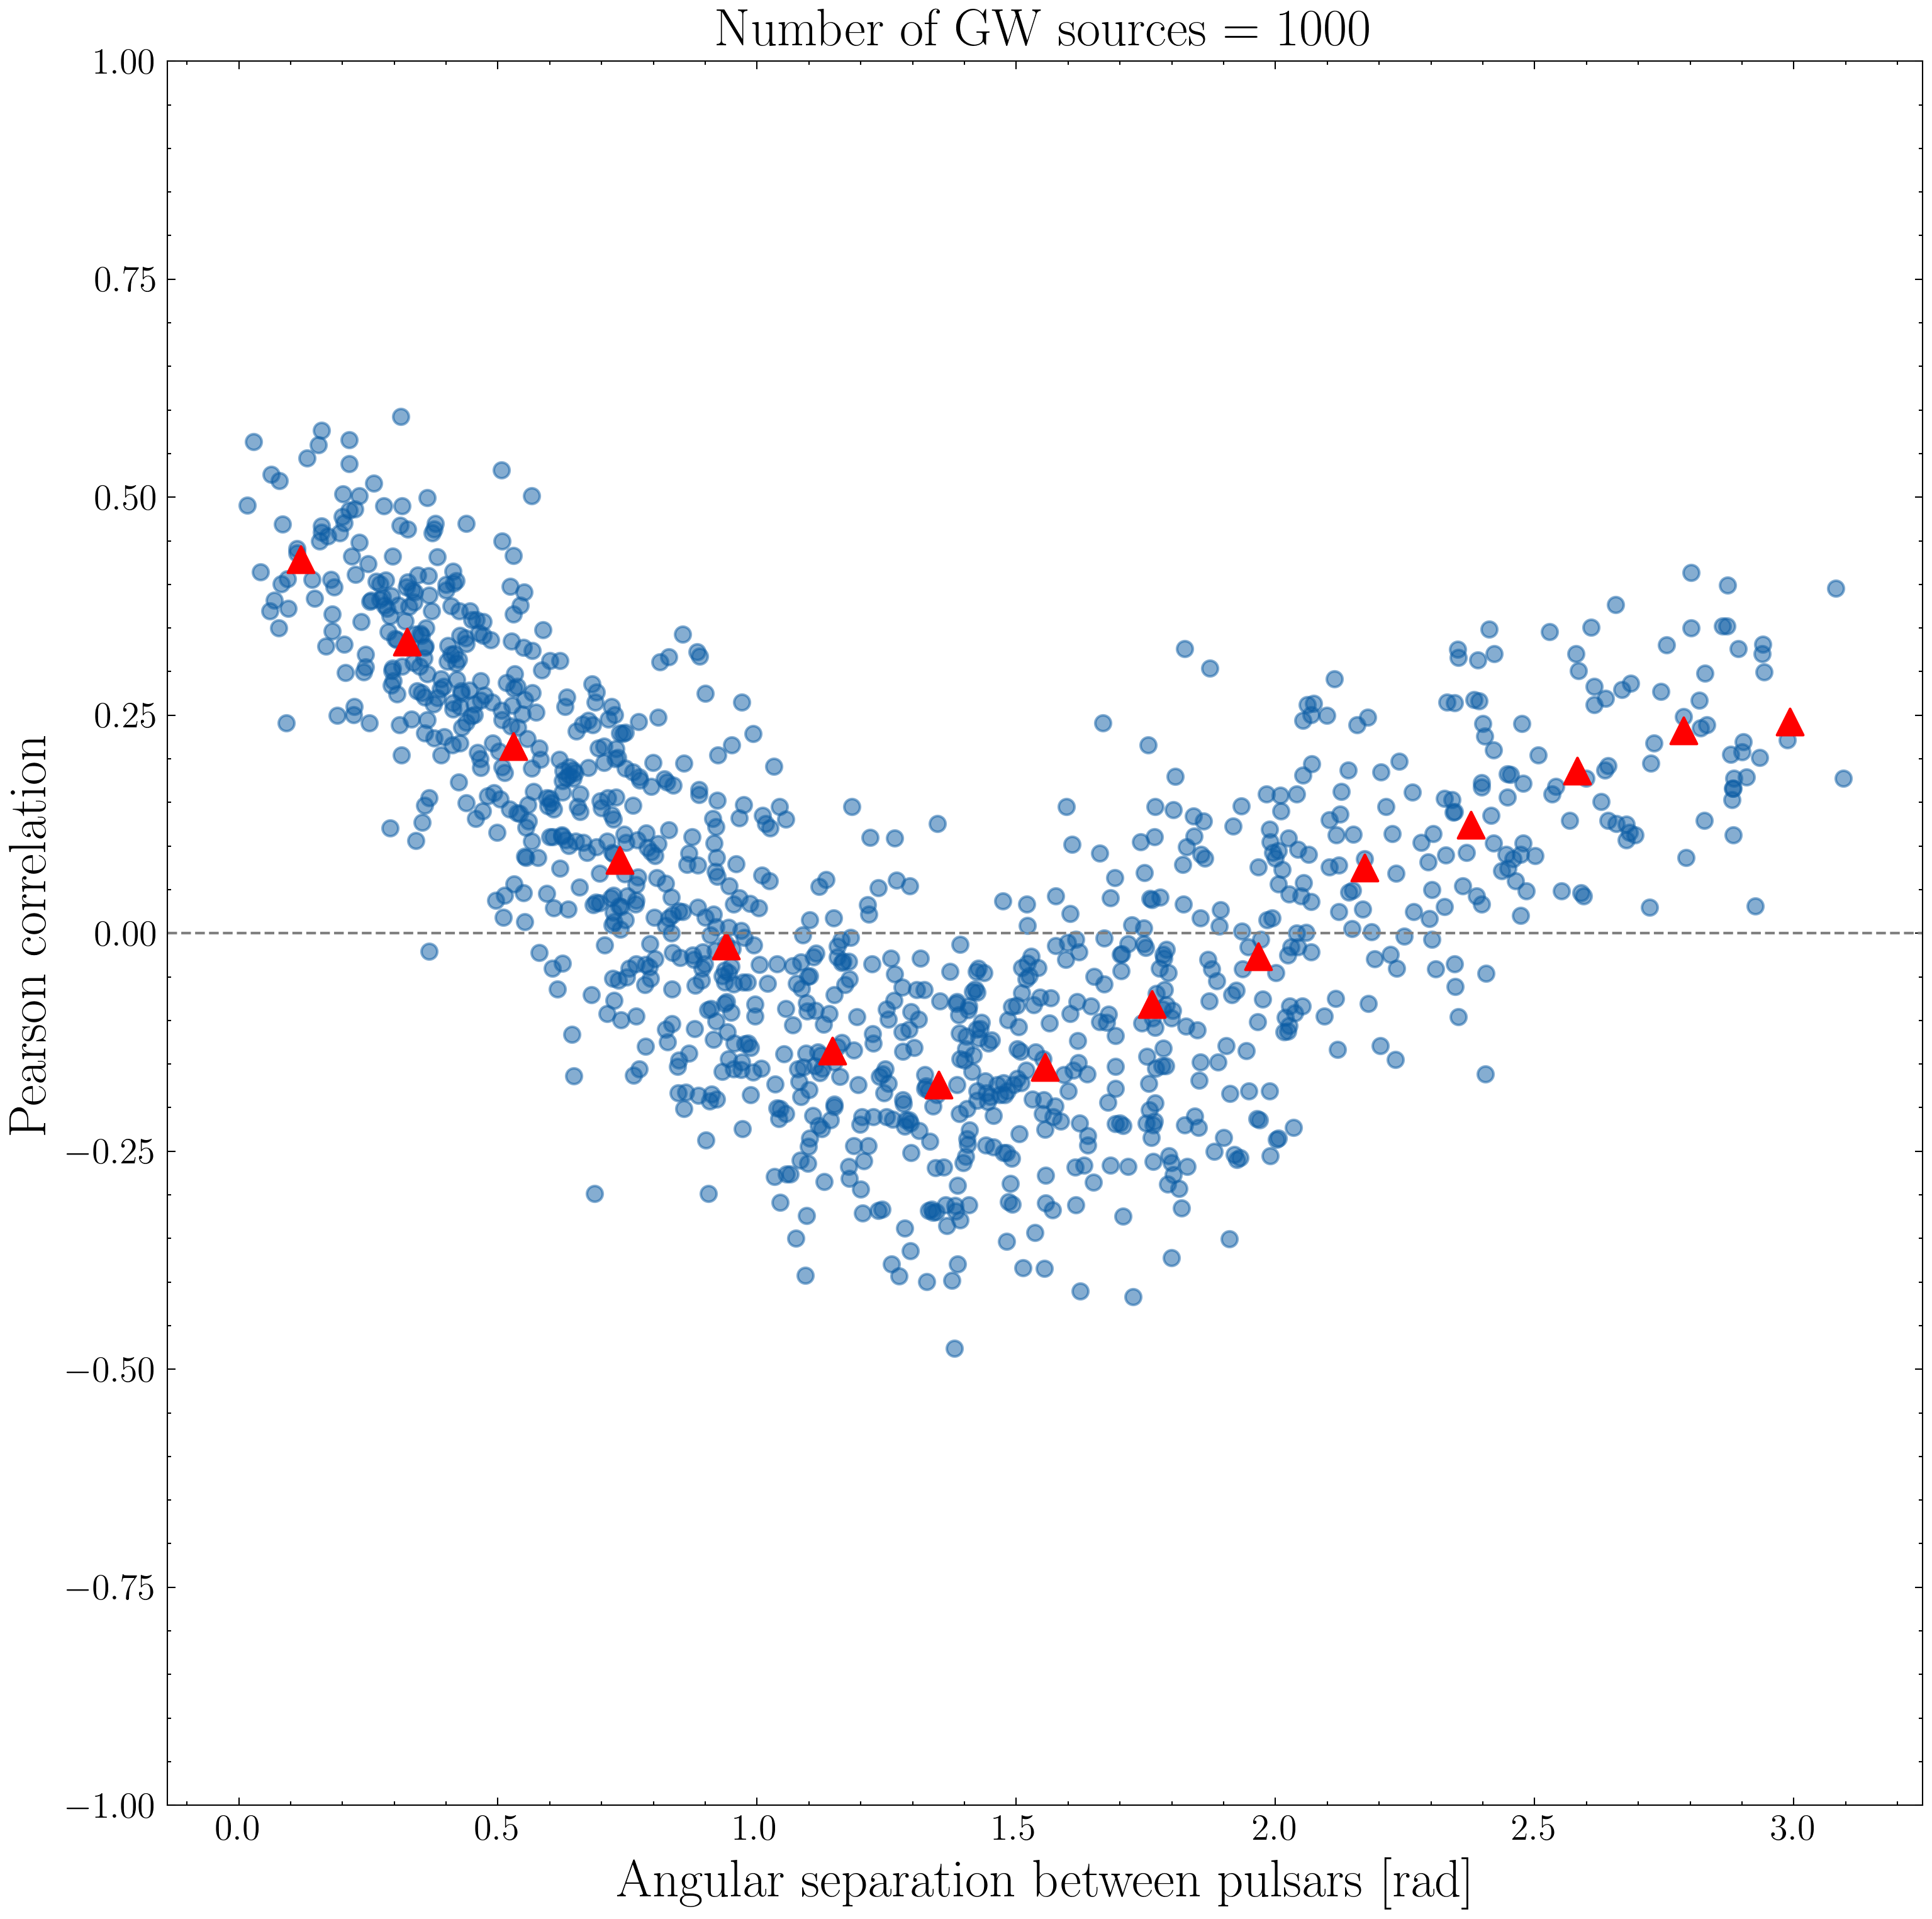 Number of GW sources = 1000
1.00
0.75
0.50
0.25
0.00
−0.25
−0.50
−0.75
−1.00
Pearson correlation
0.0 0.5 1.0 1.5 2.0 2.5 3.0
Angular separation between pulsars [rad]